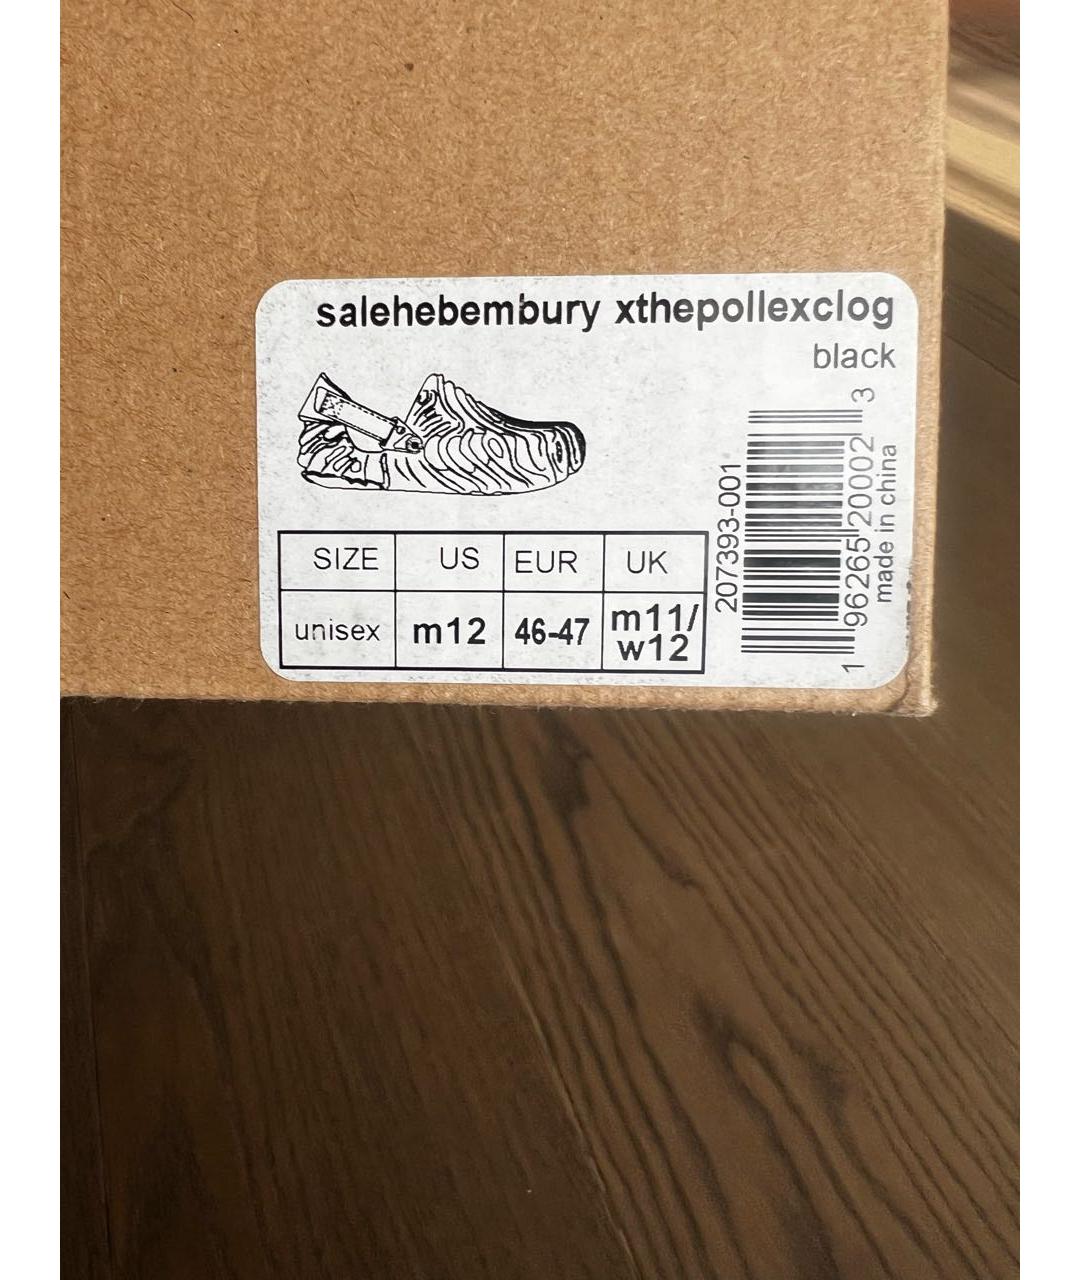 salehebembury xthepollexclog
black
SIZE US EUR UK
unisex m12 46-47 m11/
w12
207393-001
1 96265 20002 3
made in china